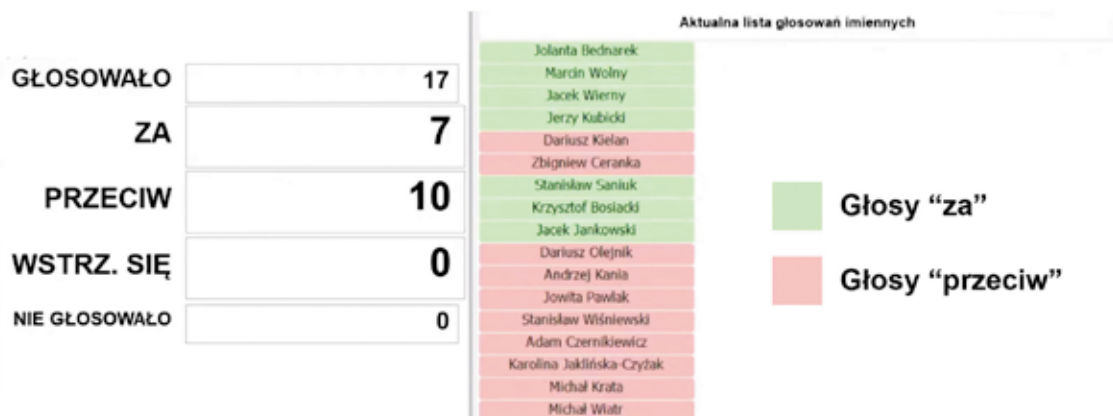 Aktualna lista głosowań imiennych
GŁOSOWAŁO 17
ZA 7
PRZECIW 10
WSTRZ. SIĘ 0
NIE GŁOSOWAŁO 0
Jolanta Bednarek
Marcin Wolny
Jacek Wierny
Jerzy Kubicki
Dariusz Kielan
Zbigniew Ceranka
Stanisław Saniuk
Krzysztof Bosiacki
Jacek Jankowski
Dariusz Olejnik
Andrzej Kania
Jowita Pawlak
Stanisław Wiśniewski
Adam Czernikiewicz
Karolina Jaklińska-Czyżak
Michał Krata
Michał Wiatr
Głosy “za”
Głosy “przeciw”